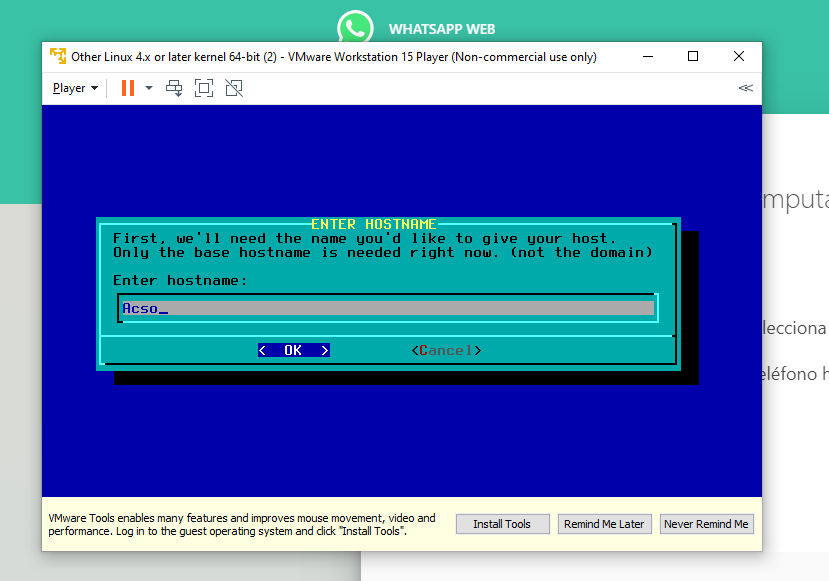 WHATSAPP WEB
Other Linux 4.x or later kernel 64-bit (2) - VMware Workstation 15 Player (Non-commercial use only)
Player
ENTER HOSTNAME
First, we'll need the name you'd like to give your host.
Only the base hostname is needed right now. (not the domain)
Enter hostname:
Acso_
< OK >
<Cancel>
mputa
lecciona
eléfono h
VMware Tools enables many features and improves mouse movement, video and
performance. Log in to the guest operating system and click "Install Tools".
Install Tools
Remind Me Later
Never Remind Me